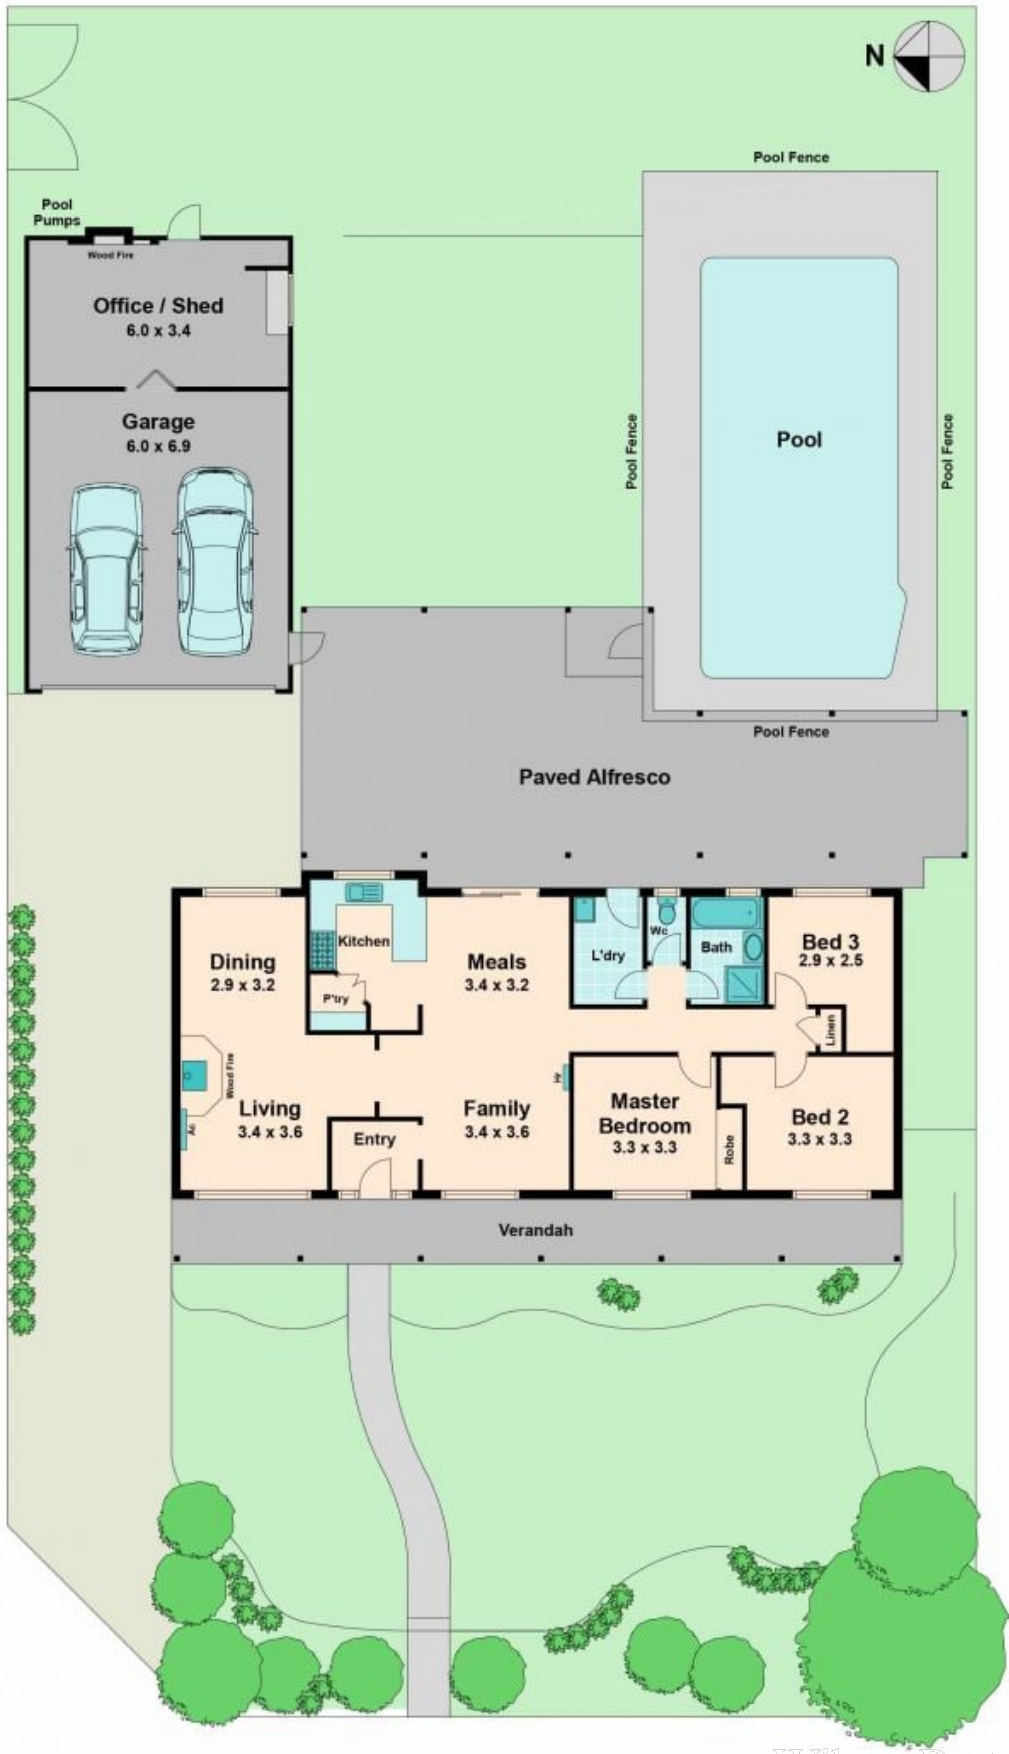 N
Pool Fence
Pool
Pumps
Wood Fire
Office / Shed
6.0 x 3.4
Garage
6.0 x 6.9
Pool Fence
Pool
Pool Fence
Pool Fence
Paved Alfresco
Kitchen
Dining
2.9 x 3.2
P'try
Meals
3.4 x 3.2
L'dry
Wc
Bath
Bed 3
2.9 x 2.5
Linen
Wood Fire
Living
3.4 x 3.6
Ac
Entry
Family
3.4 x 3.6
Hr
Master
Bedroom
3.3 x 3.3
Robe
Bed 2
3.3 x 3.3
Verandah